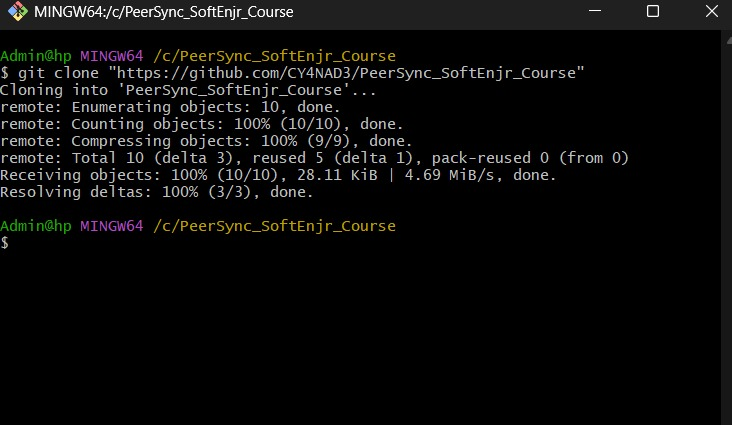 MINGW64:/c/PeerSync_SoftEnjr_Course
Admin@hp MINGW64 /c/PeerSync_SoftEnjr_Course
$ git clone "https://github.com/CY4NAD3/PeerSync_SoftEnjr_Course"
Cloning into 'PeerSync_SoftEnjr_Course'...
remote: Enumerating objects: 10, done.
remote: Counting objects: 100% (10/10), done.
remote: Compressing objects: 100% (9/9), done.
remote: Total 10 (delta 3), reused 5 (delta 1), pack-reused 0 (from 0)
Receiving objects: 100% (10/10), 28.11 KiB | 4.69 MiB/s, done.
Resolving deltas: 100% (3/3), done.
Admin@hp MINGW64 /c/PeerSync_SoftEnjr_Course
$